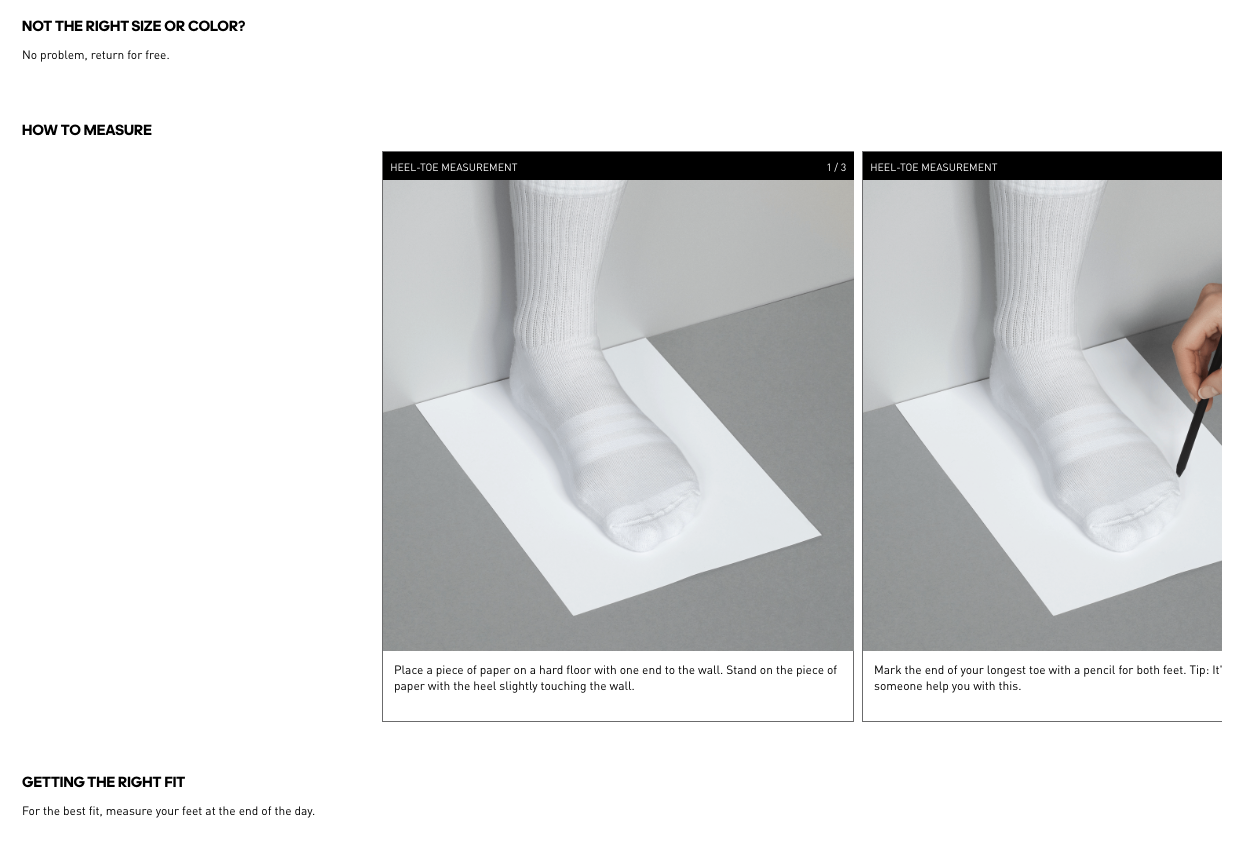 NOT THE RIGHT SIZE OR COLOR?
No problem, return for free.
HOW TO MEASURE
HEEL-TOE MEASUREMENT 1 / 3
Place a piece of paper on a hard floor with one end to the wall. Stand on the piece of
paper with the heel slightly touching the wall.
HEEL-TOE MEASUREMENT
Mark the end of your longest toe with a pencil for both feet. Tip: It'
someone help you with this.
GETTING THE RIGHT FIT
For the best fit, measure your feet at the end of the day.